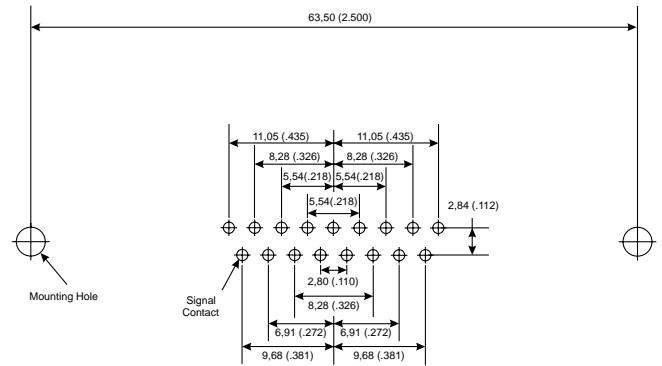 63,50 (2.500)
11,05 (.435) 11,05 (.435)
8,28 (.326) 8,28 (.326)
5,54(.218) 5,54(.218)
5,54(.218)
2,84 (.112)
2,80 (.110)
Mounting Hole
Signal
Contact
8,28 (.326)
6,91 (.272) 6,91 (.272)
9,68 (.381) 9,68 (.381)